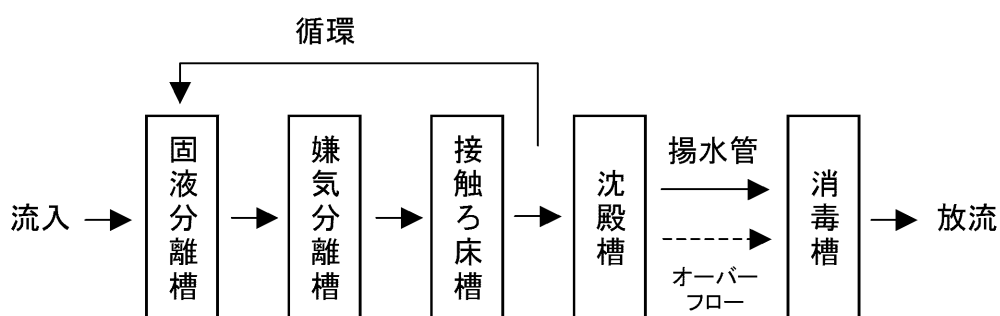 循環
流入
固液分離槽
嫌気分離槽
接触ろ床槽
沈殿槽
揚水管
オーバー
フロー
消毒槽
放流